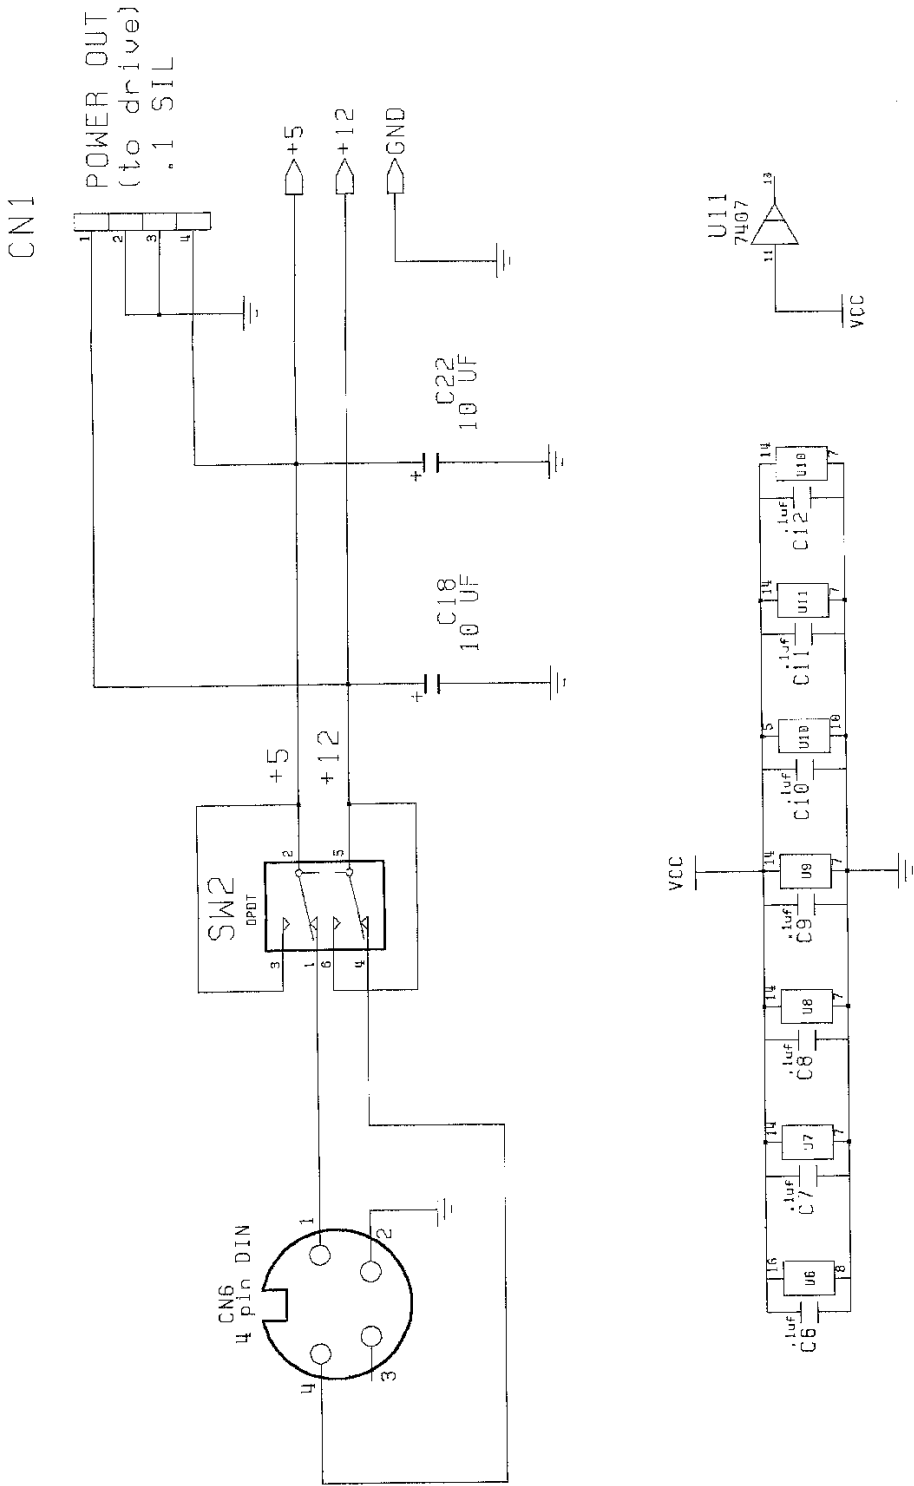 CN1
POWER OUT
(to drive)
.1 SIL
1
2
3
4
+5
+12
GND
C22
10 UF
+
C18
10 UF
+
+5
+12
SW2
DPDT
2
5
3
1
6
4
CN6
4 pin DIN
1
2
3
4
U11
7407
11
13
VCC
VCC
14
U10
7
.1uf
C12
14
U11
7
.1uf
C11
5
U10
10
.1uf
C10
14
U9
7
.1uf
C9
14
U8
7
.1uf
C8
14
U7
7
.1uf
C7
16
U6
8
.1uf
C6